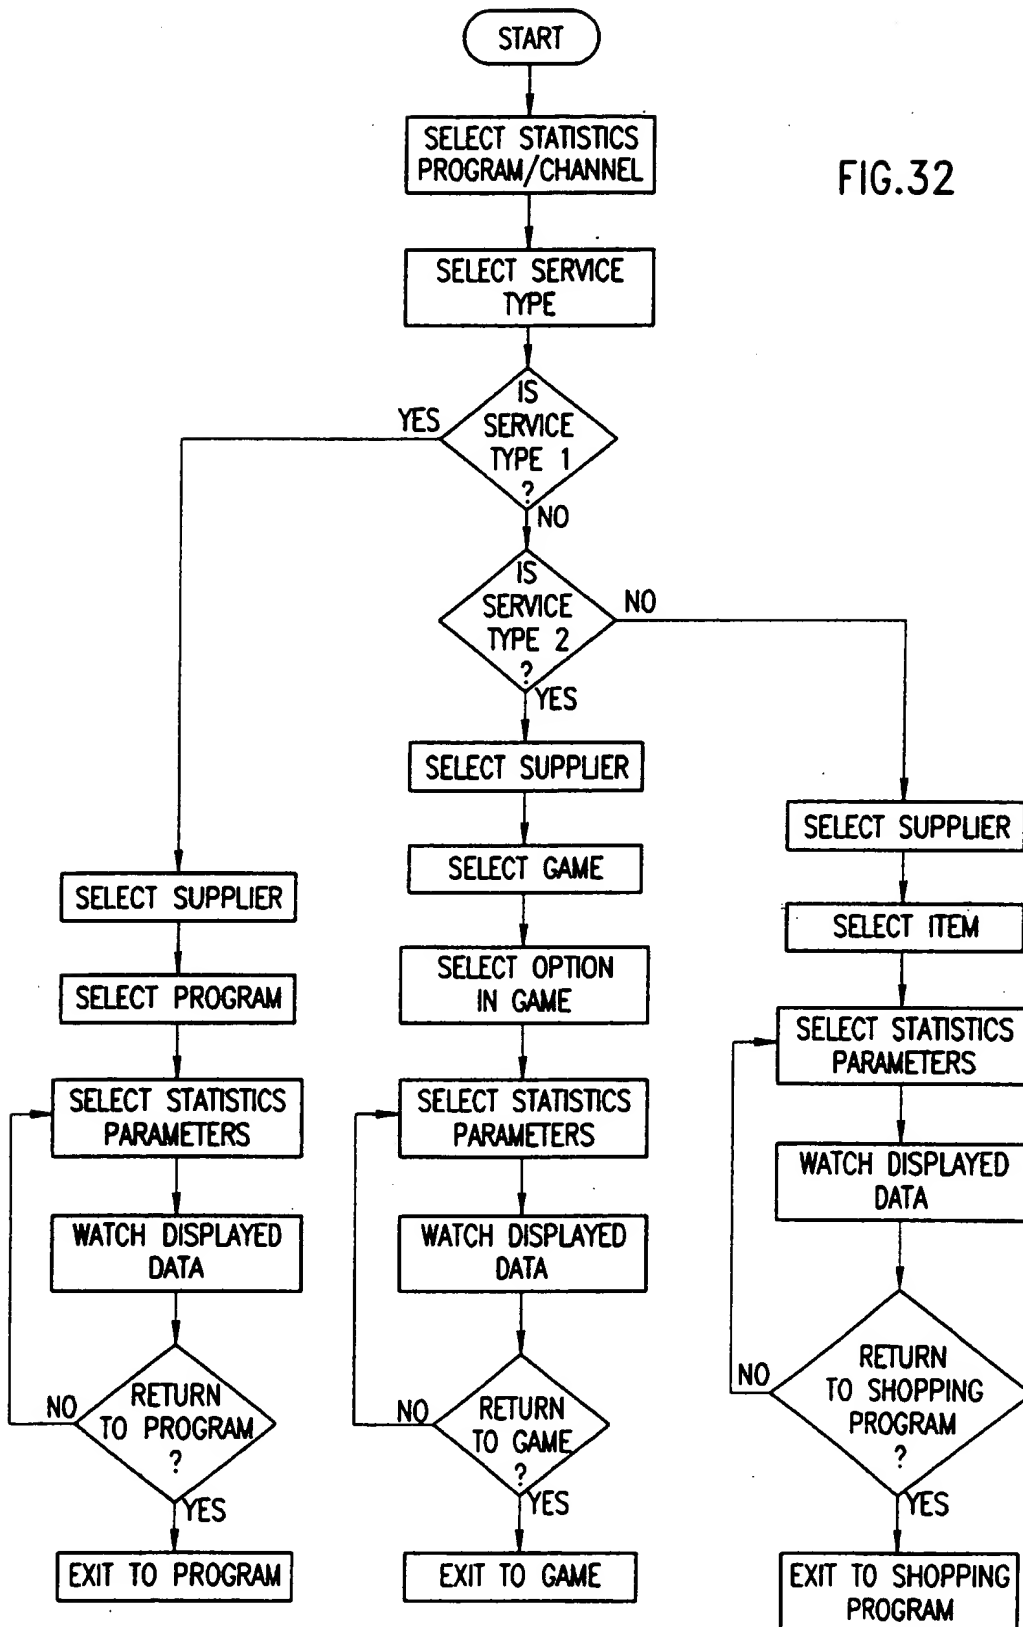 START
SELECT STATISTICS
PROGRAM/CHANNEL
FIG.32
SELECT SERVICE
TYPE
IS
SERVICE
TYPE 1
?
YES
NO
IS
SERVICE
TYPE 2
?
NO
YES
SELECT SUPPLIER
SELECT GAME
SELECT OPTION
IN GAME
SELECT STATISTICS
PARAMETERS
WATCH DISPLAYED
DATA
RETURN
TO GAME
?
NO
YES
EXIT TO GAME
SELECT SUPPLIER
SELECT PROGRAM
SELECT STATISTICS
PARAMETERS
WATCH DISPLAYED
DATA
RETURN
TO PROGRAM
?
NO
YES
EXIT TO PROGRAM
SELECT SUPPLIER
SELECT ITEM
SELECT STATISTICS
PARAMETERS
WATCH DISPLAYED
DATA
RETURN
TO SHOPPING
PROGRAM
?
NO
YES
EXIT TO SHOPPING
PROGRAM